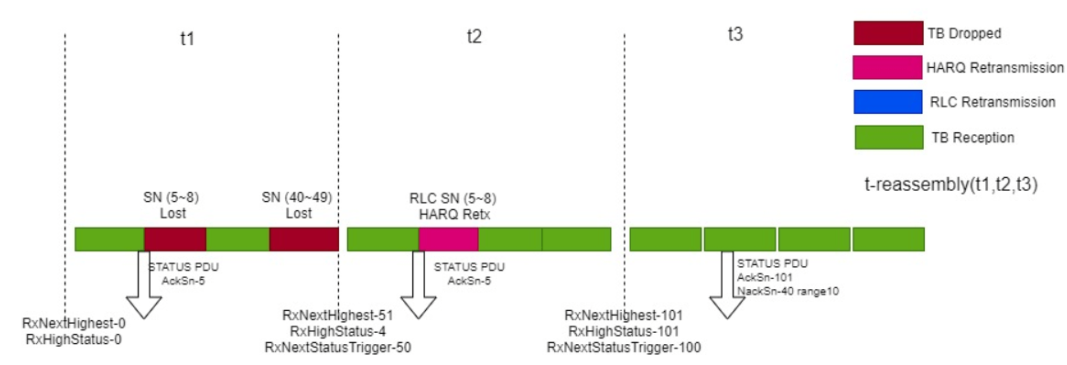 t1
t2
t3
TB Dropped
HARQ Retransmission
RLC Retransmission
TB Reception
t-reassembly(t1,t2,t3)
SN (5~8)
Lost
SN (40~49)
Lost
RLC SN (5~8)
HARQ Retx
STATUS PDU
AckSn-5
STATUS PDU
AckSn-5
STATUS PDU
AckSn-101
NackSn-40 range10
RxNextHighest-0
RxHighStatus-0
RxNextHighest-51
RxHighStatus-4
RxNextStatusTrigger-50
RxNextHighest-101
RxHighStatus-101
RxNextStatusTrigger-100